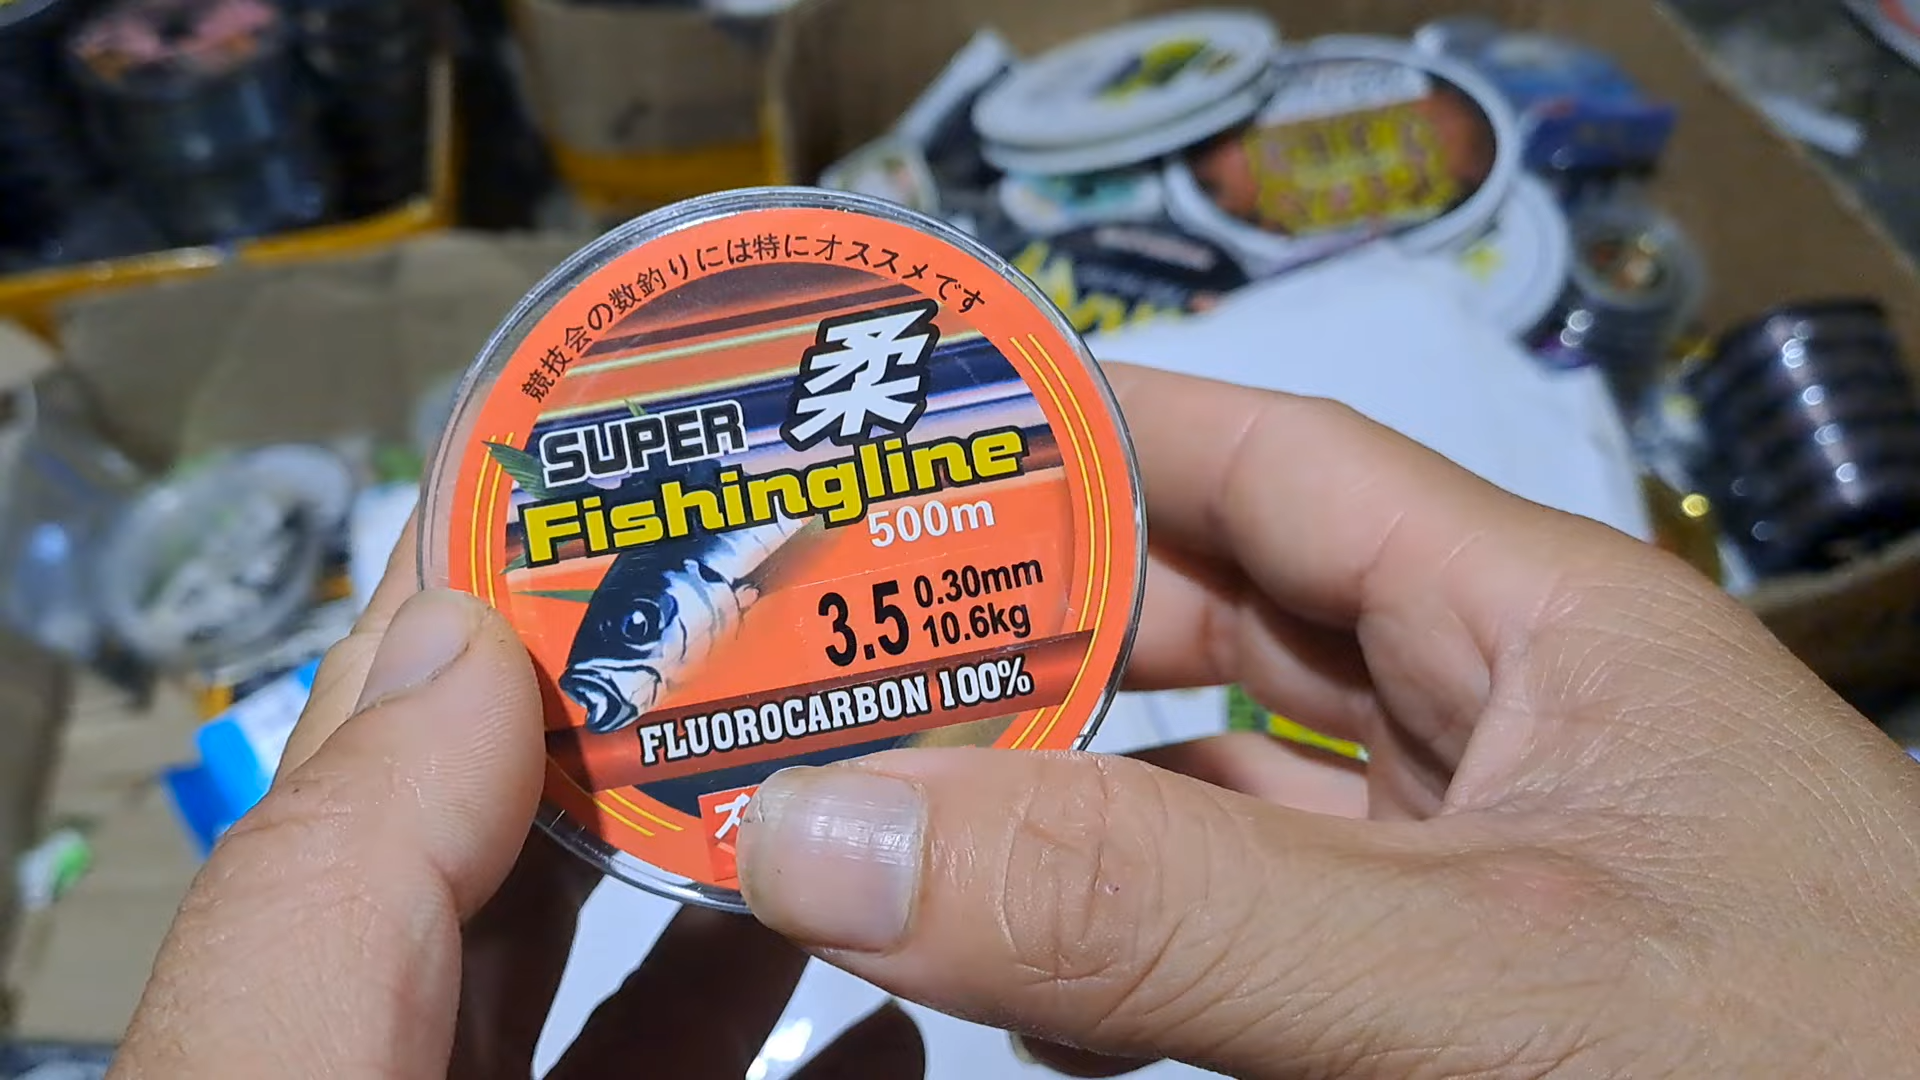 競技会の数釣りには特にオススメです
柔
SUPER
Fishingline
500m
3.5
0.30mm
10.6kg
FLUOROCARBON 100%